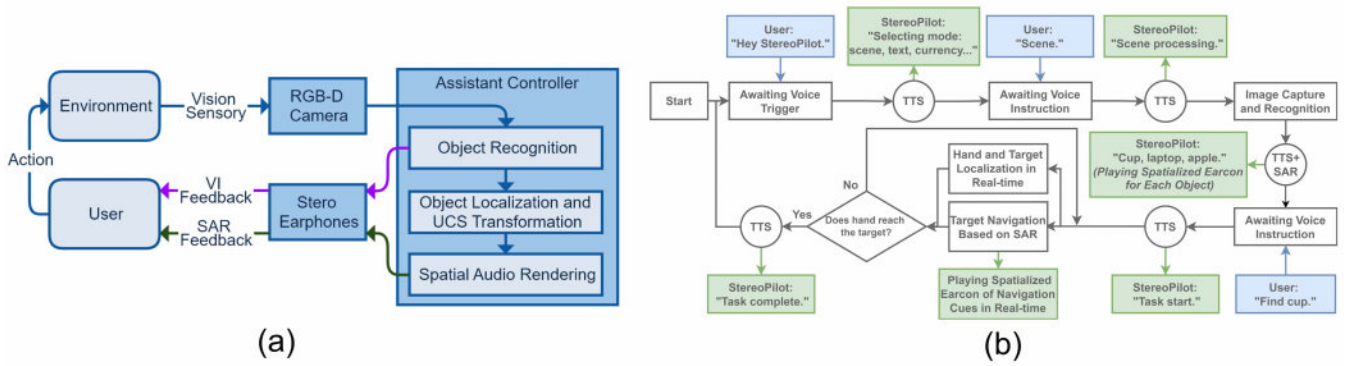 Environment
Vision
Sensory
RGB-D
Camera
Assistant Controller
Object Recognition
Action
VI
Feedback
User
SAR
Feedback
Stero
Earphones
Object Localization and
UCS Transformation
Spatial Audio Rendering
(a)
User:
"Hey StereoPilot."
StereoPilot:
"Selecting mode:
scene, text, currency..."
User:
"Scene."
StereoPilot:
"Scene processing."
Start
Awaiting Voice
Trigger
TTS
Awaiting Voice
Instruction
TTS
Image Capture
and Recognition
StereoPilot:
"Cup, laptop, apple."
(Playing Spatialized Earcon
for Each Object)
TTS+
SAR
Hand and Target
Localization in
Real-time
No
Yes
Does hand reach
the target?
TTS
Target Navigation
Based on SAR
TTS
Awaiting Voice
Instruction
StereoPilot:
"Task complete."
Playing Spatialized
Earcon of Navigation
Cues in Real-time
StereoPilot:
"Task start."
User:
"Find cup."
(b)